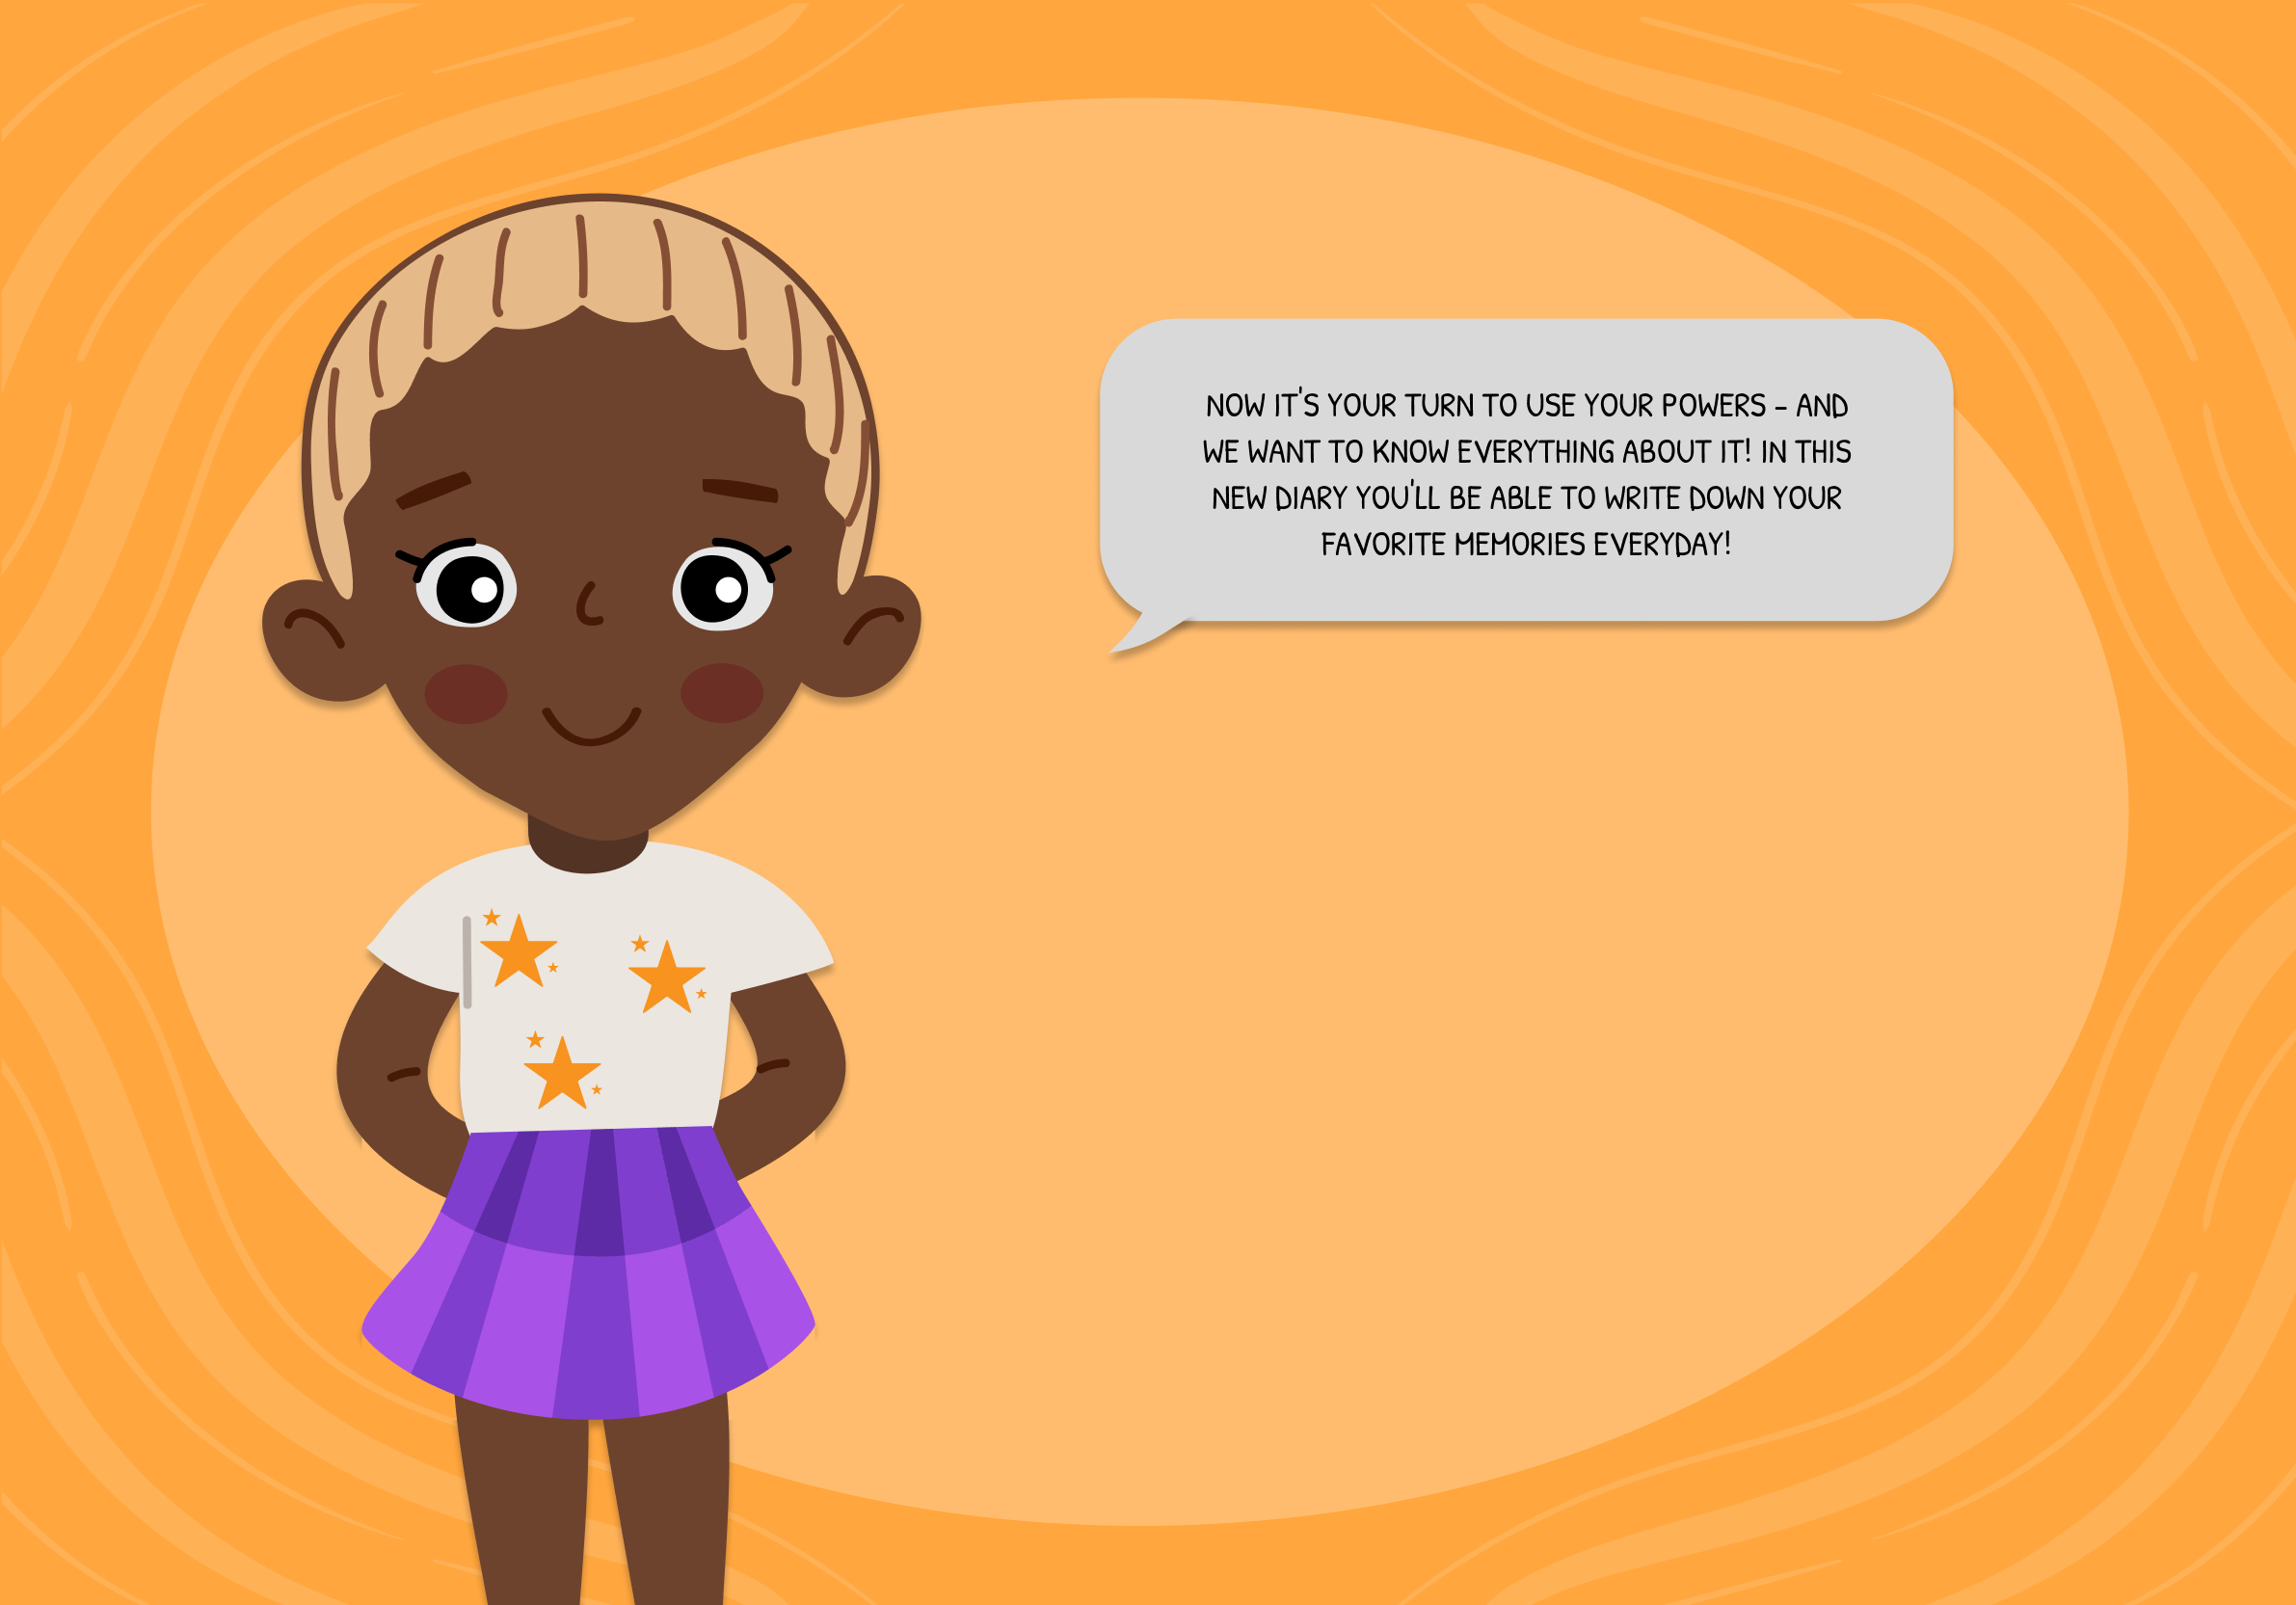 NOW IT'S YOUR TURN TO USE YOUR POWERS - AND
WE WANT TO KNOW EVERYTHING ABOUT IT! IN THIS
NEW DIARY YOU'LL BE ABLE TO WRITE DOWN YOUR
FAVORITE MEMORIES EVERYDAY!